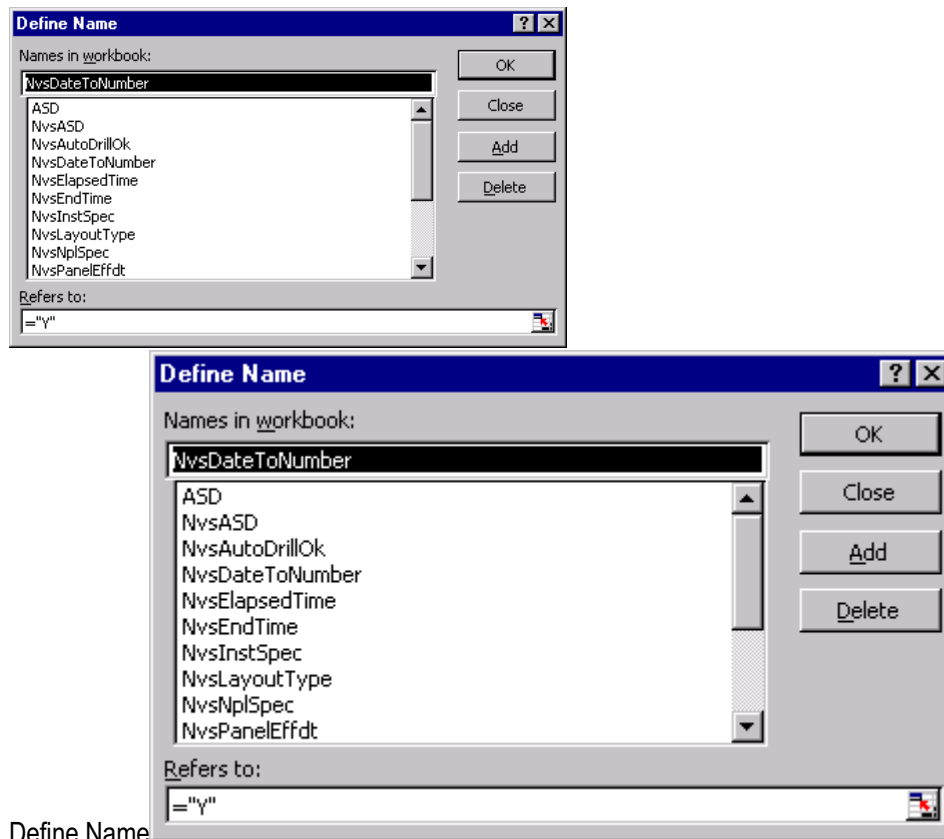 Define Name
Names in workbook:
OK
NvsDateToNumber
Close
ASD
NvsASD
NvsAutoDrillOk
Add
NvsDateToNumber
NvsElapsedTime
Delete
NvsEndTime
NvsInstSpec
NvsLayoutType
NvsNplSpec
NvsPanelEffdt
Refers to:
="Y"
Define Name
Names in workbook:
OK
NvsDateToNumber
Close
ASD
NvsASD
NvsAutoDrillOk
Add
NvsDateToNumber
NvsElapsedTime
Delete
NvsEndTime
NvsInstSpec
NvsLayoutType
NvsNplSpec
NvsPanelEffdt
Refers to:
="Y"
Define Name